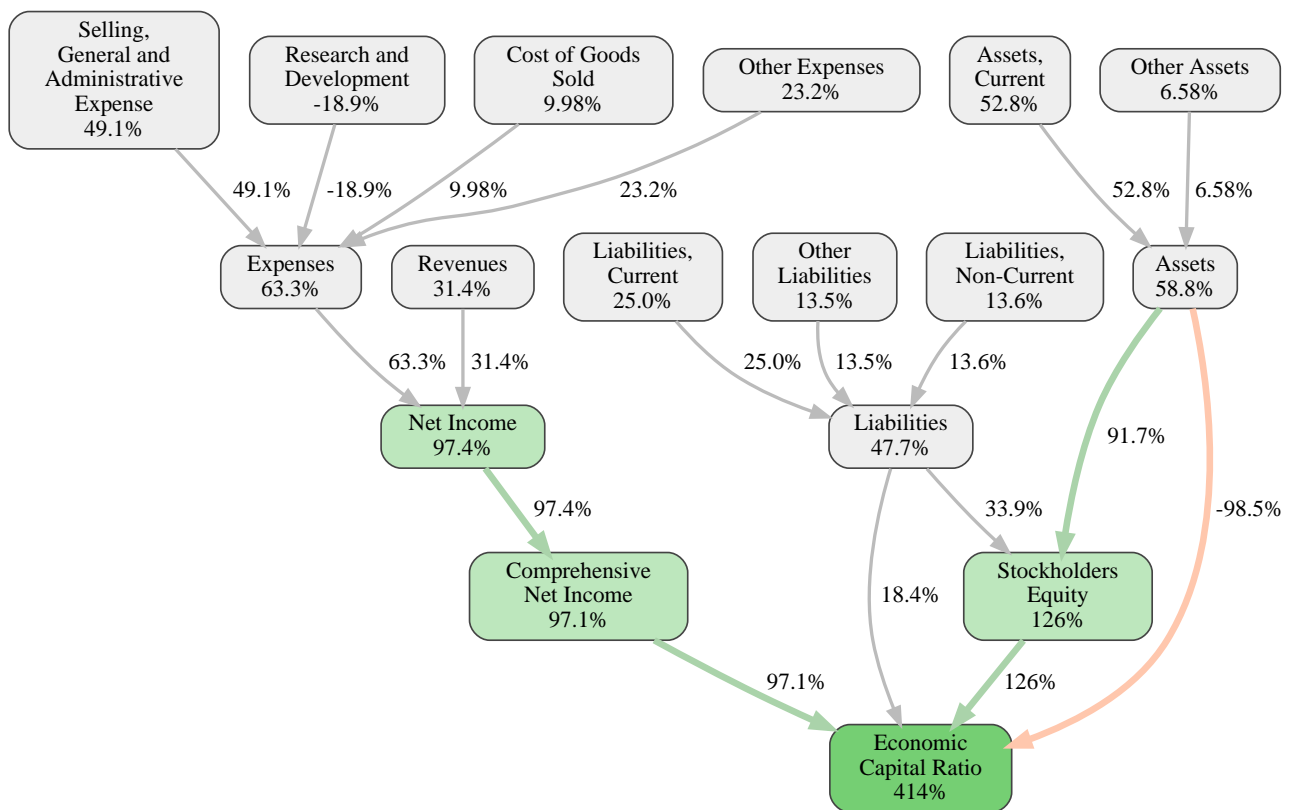 Selling,
General and
Administrative
Expense
49.1%
Research and
Development
-18.9%
Cost of Goods
Sold
9.98%
Other Expenses
23.2%
Assets,
Current
52.8%
Other Assets
6.58%
49.1%
-18.9%
9.98%
23.2%
52.8%
6.58%
Expenses
63.3%
Revenues
31.4%
Liabilities,
Current
25.0%
Other
Liabilities
13.5%
Liabilities,
Non-Current
13.6%
Assets
58.8%
63.3%
31.4%
25.0%
13.5%
13.6%
Net Income
97.4%
Liabilities
47.7%
91.7%
97.4%
33.9%
-98.5%
Comprehensive
Net Income
97.1%
18.4%
Stockholders
Equity
126%
97.1%
126%
Economic
Capital Ratio
414%